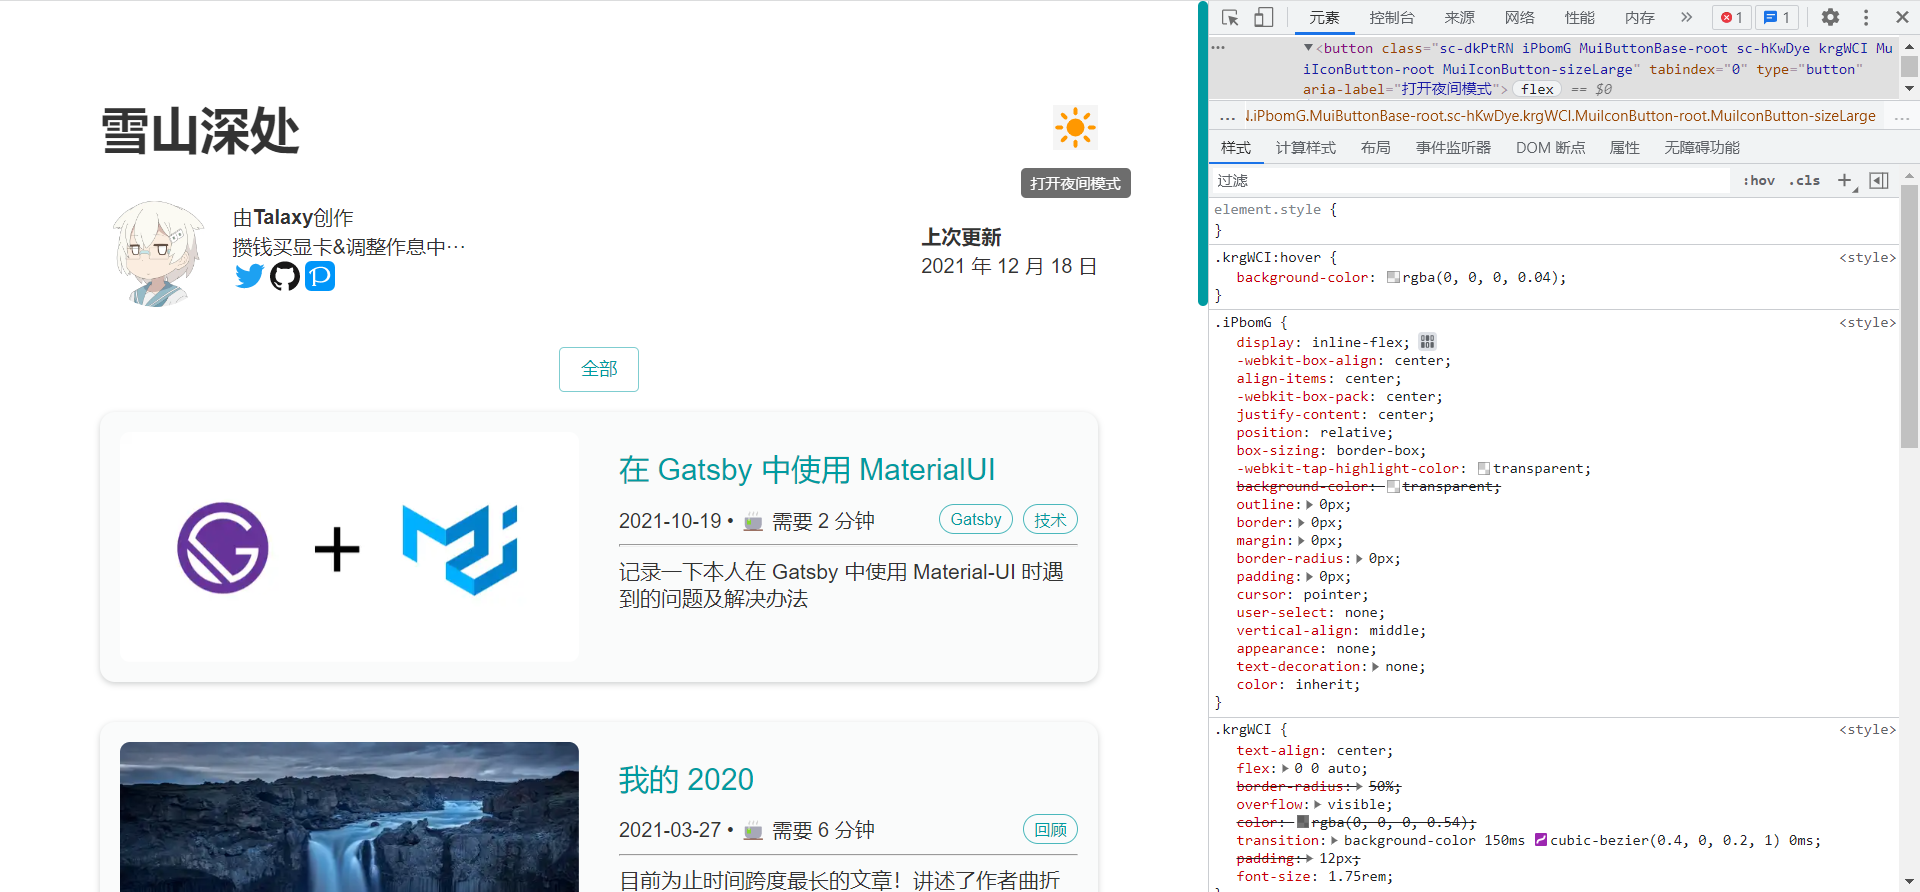 雪山深处
打开夜间模式
由Talaxy创作
攒钱买显卡&调整作息中…
上次更新
2021 年 12 月 18 日
全部
在 Gatsby 中使用 MaterialUI
2021-10-19 • 需要 2 分钟
Gatsby
技术
记录一下本人在 Gatsby 中使用 Material-UI 时遇
到的问题及解决办法
我的 2020
2021-03-27 • 需要 6 分钟
回顾
目前为止时间跨度最长的文章！讲述了作者曲折
元素 控制台 来源 网络 性能 内存 » 1 1
<button class="sc-dkPtRN iPbomG MuiButtonBase-root sc-hKwDye krgWCI Mu
iIconButton-root MuiIconButton-sizeLarge" tabindex="0" type="button"
aria-label="打开夜间模式"> flex == $0
… .iPbomG.MuiButtonBase-root.sc-hKwDye.krgWCI.MuiIconButton-root.MuiIconButton-sizeLarge …
样式 计算样式 布局 事件监听器 DOM 断点 属性 无障碍功能
过滤 :hov .cls +
element.style {
}
.krgWCI:hover { <style>
background-color: rgba(0, 0, 0, 0.04);
}
.iPbomG { <style>
display: inline-flex;
-webkit-box-align: center;
align-items: center;
-webkit-box-pack: center;
justify-content: center;
position: relative;
box-sizing: border-box;
-webkit-tap-highlight-color: transparent;
background-color: transparent;
outline: 0px;
border: 0px;
margin: 0px;
border-radius: 0px;
padding: 0px;
cursor: pointer;
user-select: none;
vertical-align: middle;
appearance: none;
text-decoration: none;
color: inherit;
}
.krgWCI { <style>
text-align: center;
flex: 0 0 auto;
border-radius: 50%;
overflow: visible;
color: rgba(0, 0, 0, 0.54);
transition: background-color 150ms cubic-bezier(0.4, 0, 0.2, 1) 0ms;
padding: 12px;
font-size: 1.75rem;